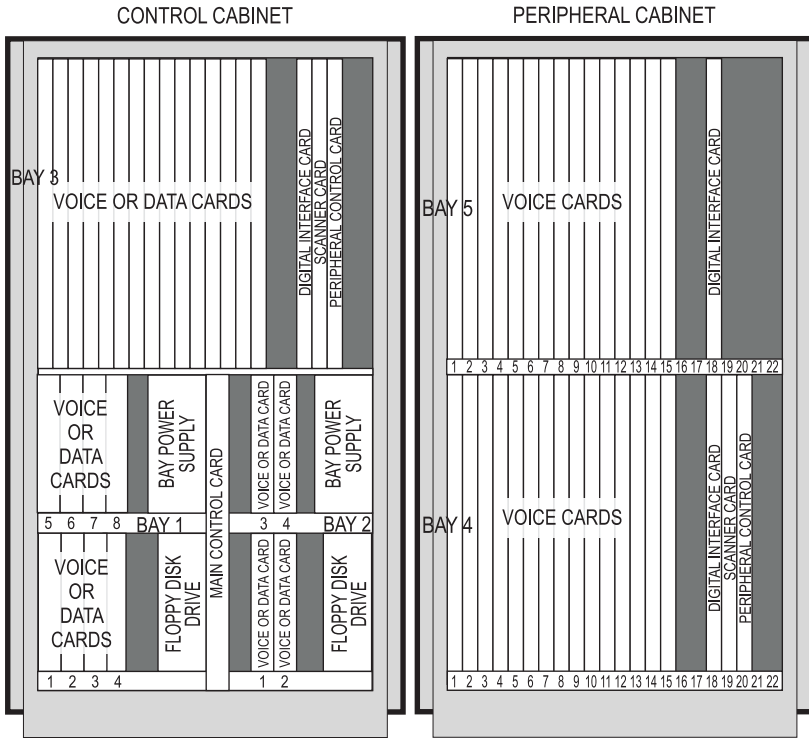 CONTROL CABINET
BAY 3
VOICE OR DATA CARDS
DIGITAL INTERFACE CARD
SCANNER CARD
PERIPHERAL CONTROL CARD
VOICE
OR
DATA
CARDS
BAY POWER
SUPPLY
MAIN CONTROL CARD
VOICE OR DATA CARD
VOICE OR DATA CARD
BAY POWER
SUPPLY
5 6 7 8 BAY 1 3 4 BAY 2
VOICE
OR
DATA
CARDS
FLOPPY DISK
DRIVE
VOICE OR DATA CARD
VOICE OR DATA CARD
FLOPPY DISK
DRIVE
1 2 3 4 1 2
PERIPHERAL CABINET
BAY 5
VOICE CARDS
DIGITAL INTERFACE CARD
1 2 3 4 5 6 7 8 9 10 11 12 13 14 15 16 17 18 19 20 21 22
BAY 4
VOICE CARDS
DIGITAL INTERFACE CARD
SCANNER CARD
PERIPHERAL CONTROL CARD
1 2 3 4 5 6 7 8 9 10 11 12 13 14 15 16 17 18 19 20 21 22